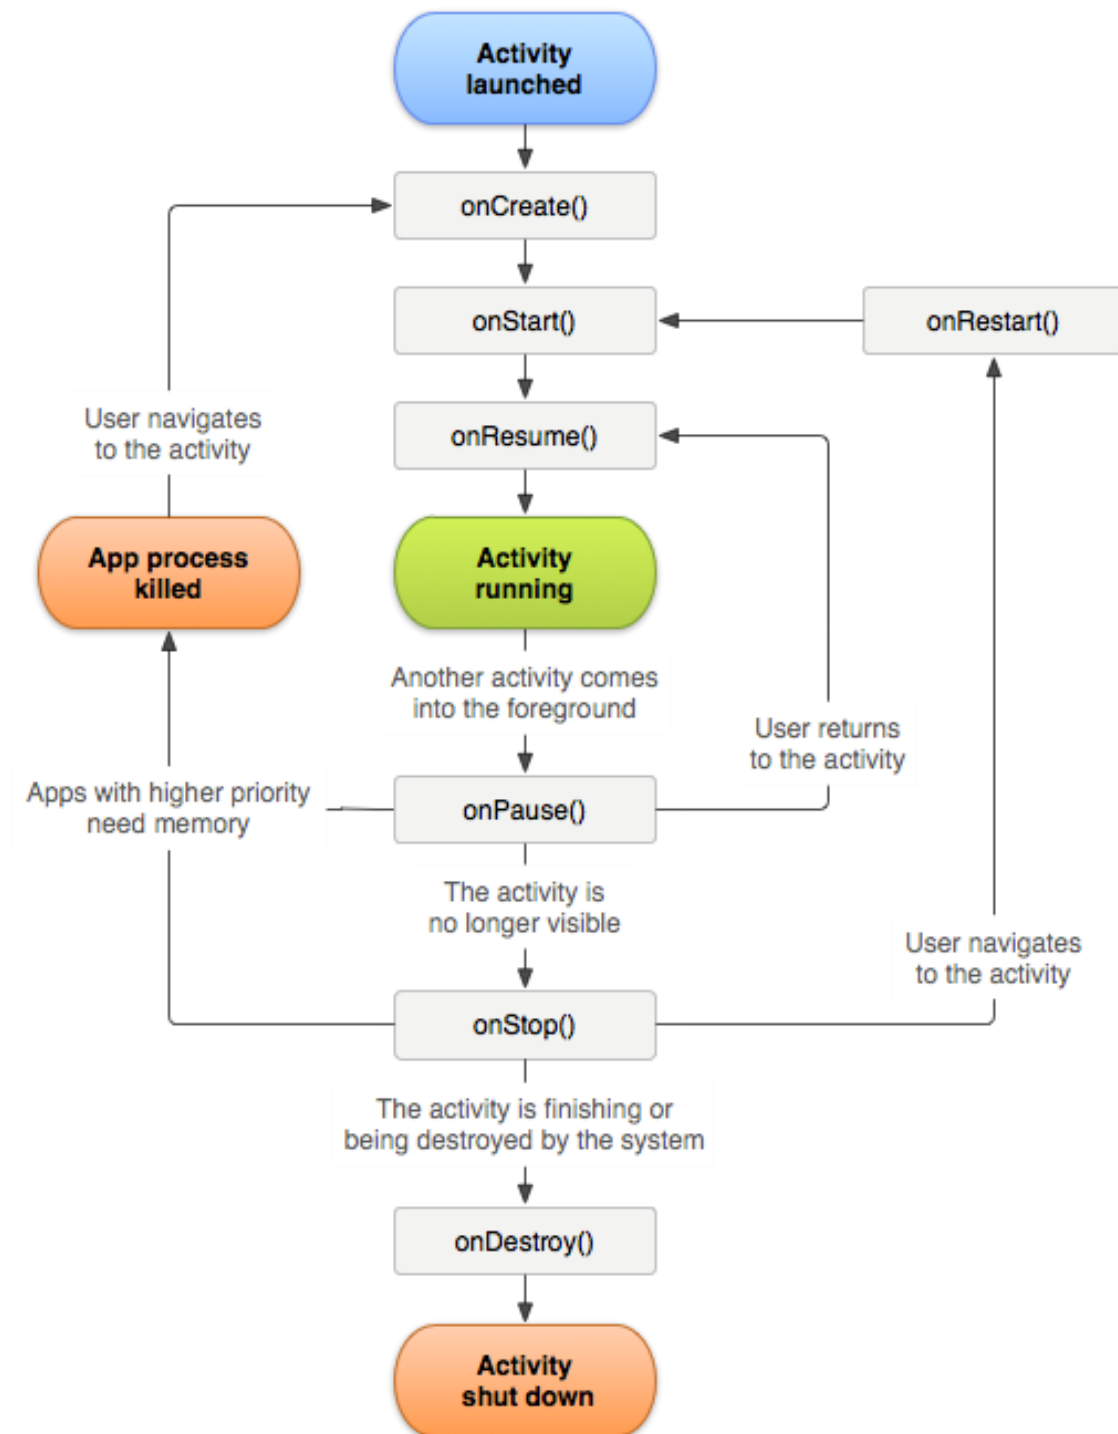 Activity
launched
onCreate()
onStart()
onRestart()
onResume()
User navigates
to the activity
App process
killed
Activity
running
Another activity comes
into the foreground
User returns
to the activity
Apps with higher priority
need memory
onPause()
The activity is
no longer visible
User navigates
to the activity
onStop()
The activity is finishing or
being destroyed by the system
onDestroy()
Activity
shut down